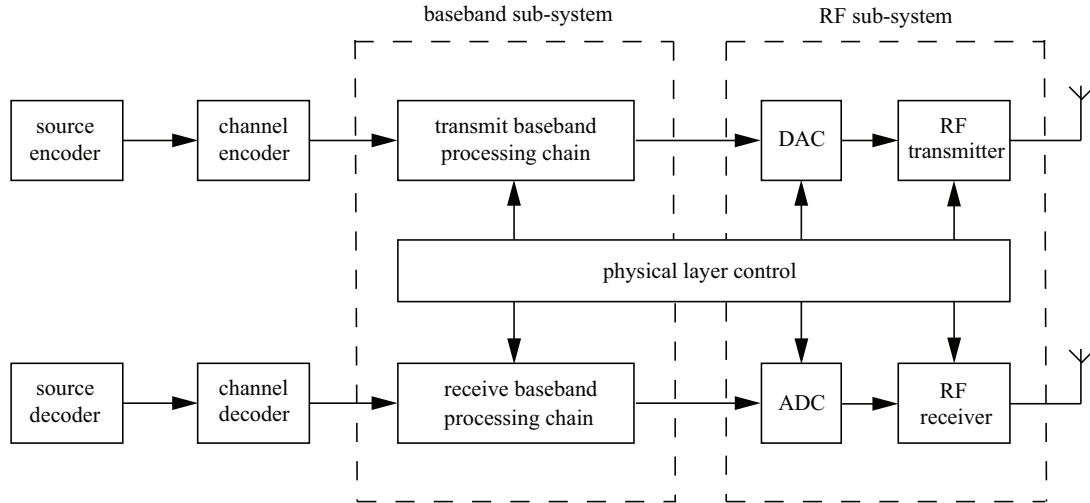 baseband sub-system
RF sub-system
source
encoder
channel
encoder
transmit baseband
processing chain
DAC
RF
transmitter
physical layer control
source
decoder
channel
decoder
receive baseband
processing chain
ADC
RF
receiver